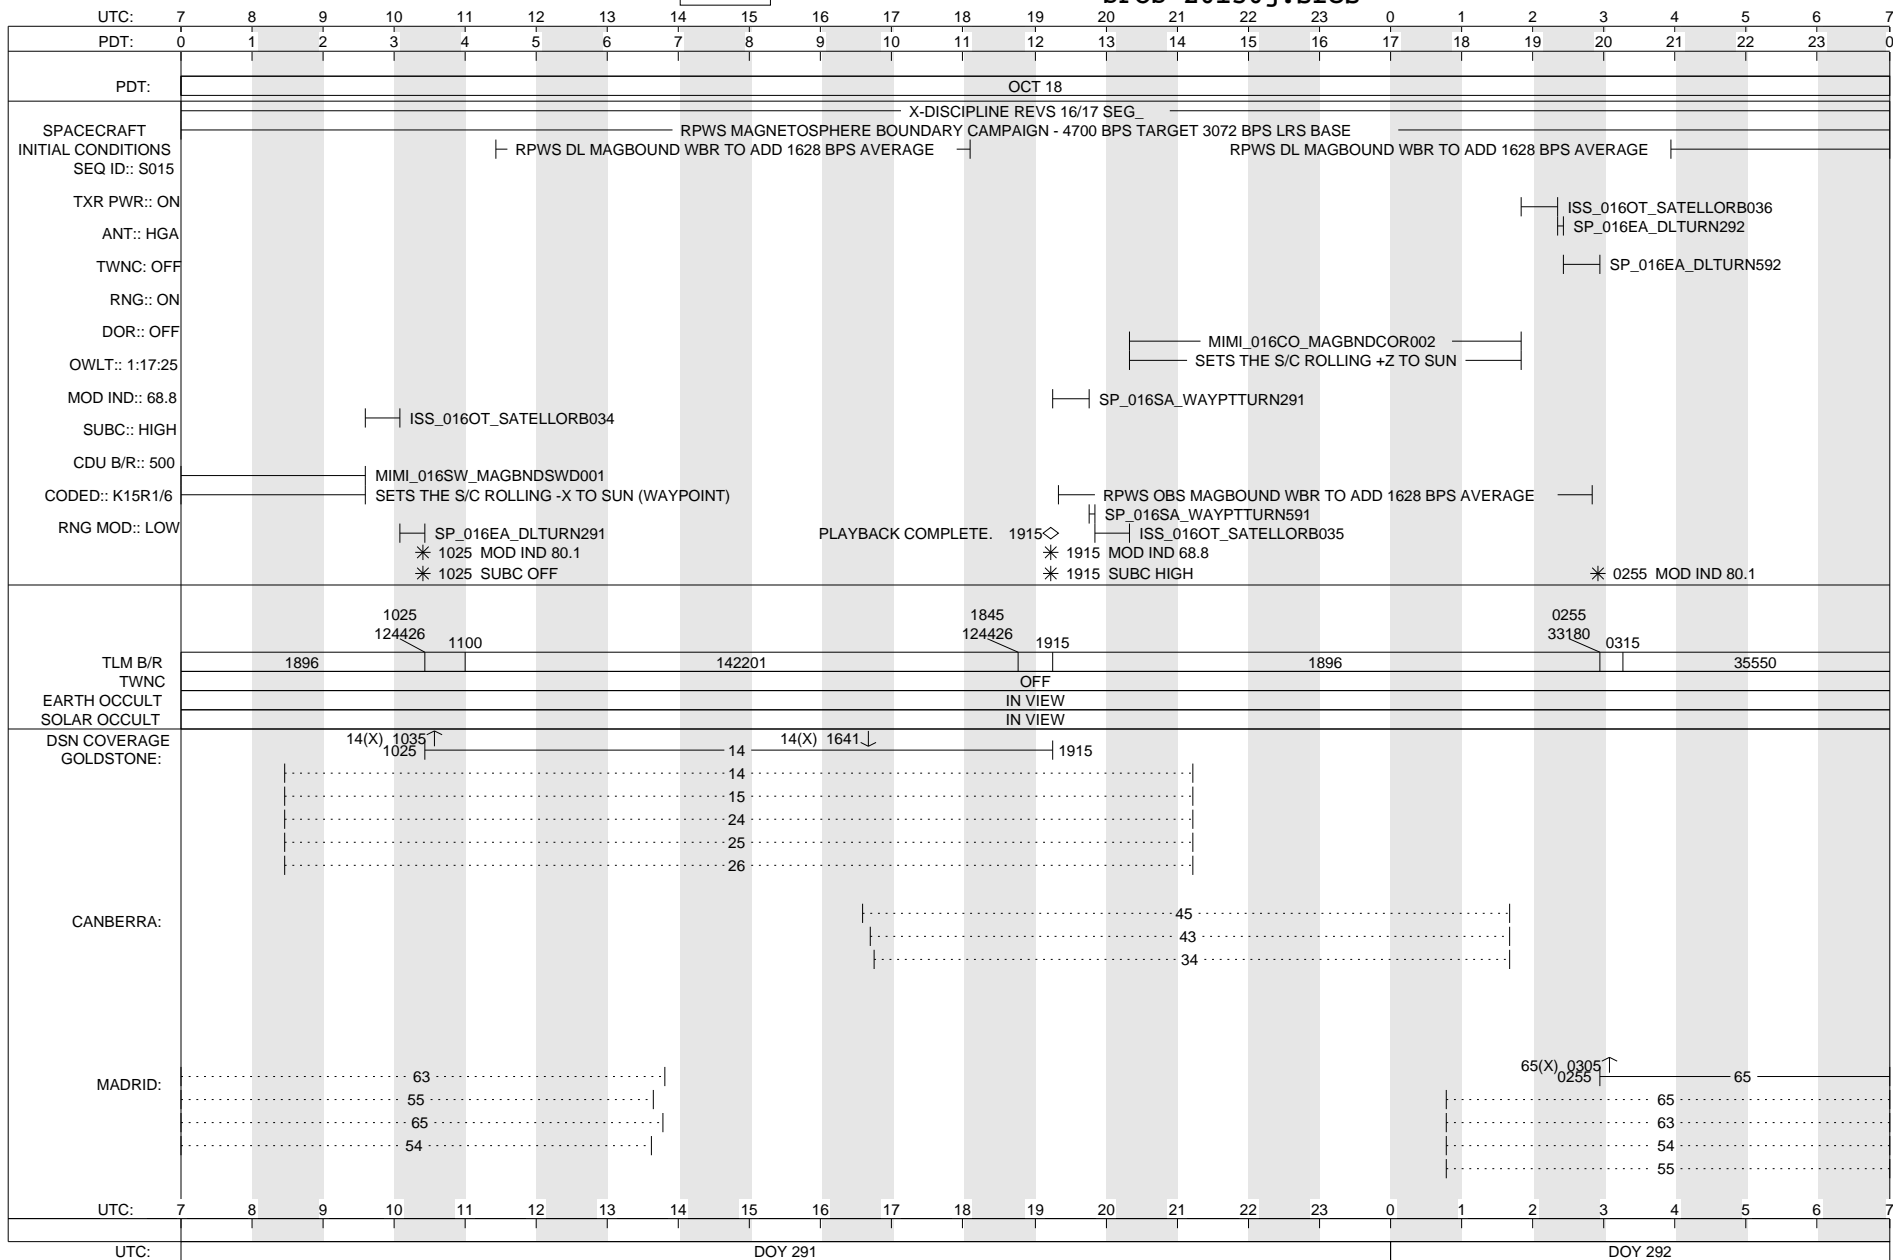 UTC: 7 8 9 10 11 12 13 14 15 16 17 18 19 20 21 22 23 0 1 2 3 4 5 6 7
PDT: 0 1 2 3 4 5 6 7 8 9 10 11 12 13 14 15 16 17 18 19 20 21 22 23 0
PDT: OCT 18
X-DISCIPLINE REVS 16/17 SEG_
SPACECRAFT RPWS MAGNETOSPHERE BOUNDARY CAMPAIGN - 4700 BPS TARGET 3072 BPS LRS BASE
INITIAL CONDITIONS RPWS DL MAGBOUND WBR TO ADD 1628 BPS AVERAGE RPWS DL MAGBOUND WBR TO ADD 1628 BPS AVERAGE
SEQ ID:: S015
TXR PWR:: ON ISS_016OT_SATELLORB036
SP_016EA_DLTURN292
ANT:: HGA
TWNC: OFF SP_016EA_DLTURN592
RNG:: ON
DOR:: OFF
MIMI_016CO_MAGBNDCOR002
OWLT:: 1:17:25 SETS THE S/C ROLLING +Z TO SUN
MOD IND:: 68.8 SP_016SA_WAYPTTURN291
ISS_016OT_SATELLORB034
SUBC:: HIGH
CDU B/R:: 500
MIMI_016SW_MAGBNDSWD001
CODED:: K15R1/6 SETS THE S/C ROLLING -X TO SUN (WAYPOINT) RPWS OBS MAGBOUND WBR TO ADD 1628 BPS AVERAGE
SP_016SA_WAYPTTURN591
RNG MOD:: LOW SP_016EA_DLTURN291 PLAYBACK COMPLETE. 1915 ISS_016OT_SATELLORB035
1025 MOD IND 80.1 1915 MOD IND 68.8
1025 SUBC OFF 1915 SUBC HIGH 0255 MOD IND 80.1
1025 1845 0255
124426 1100 124426 1915 33180 0315
TLM B/R 1896 142201 1896 35550
TWNC OFF
EARTH OCCULT IN VIEW
SOLAR OCCULT IN VIEW
DSN COVERAGE 14(X) 1035 14(X) 1641
GOLDSTONE: 1025 14 1915
14
15
24
25
26
CANBERRA: 45
43
34
65(X) 0305
MADRID: 63 0255 65
55 65
65 63
54 54
55
UTC: 7 8 9 10 11 12 13 14 15 16 17 18 19 20 21 22 23 0 1 2 3 4 5 6 7
UTC: DOY 291 DOY 292